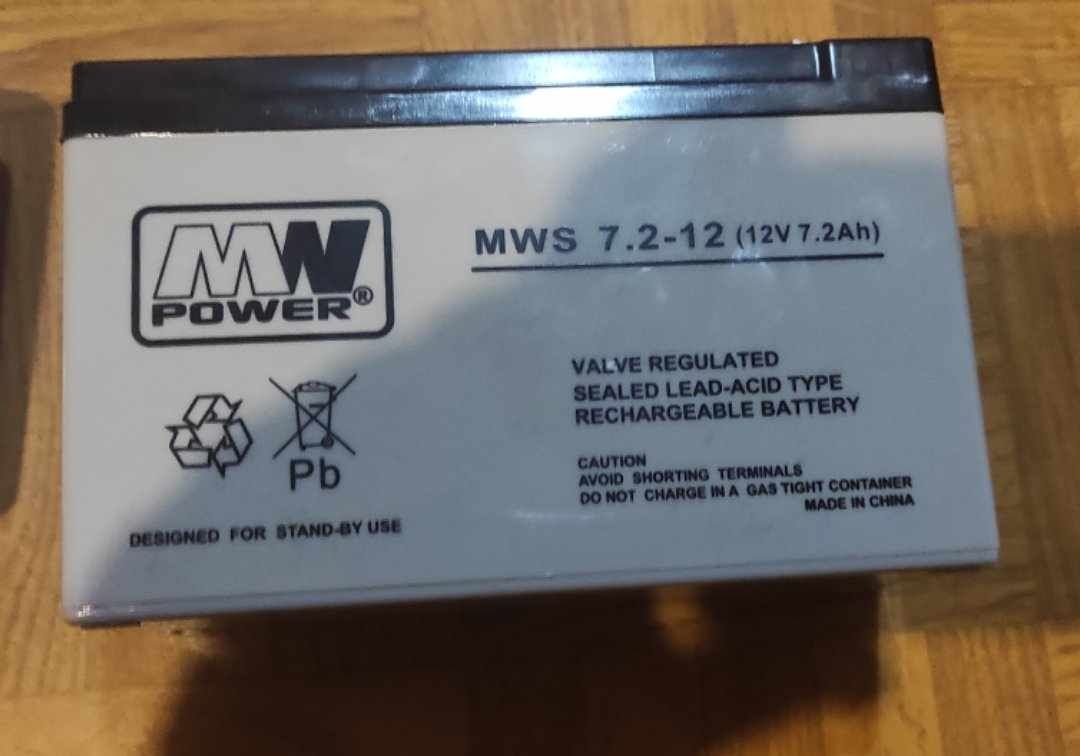 MW
POWER®
MWS 7.2-12 (12V 7.2Ah)
VALVE REGULATED
SEALED LEAD-ACID TYPE
RECHARGEABLE BATTERY
Pb
CAUTION
AVOID SHORTING TERMINALS
DO NOT CHARGE IN A GAS TIGHT CONTAINER
MADE IN CHINA
DESIGNED FOR STAND-BY USE